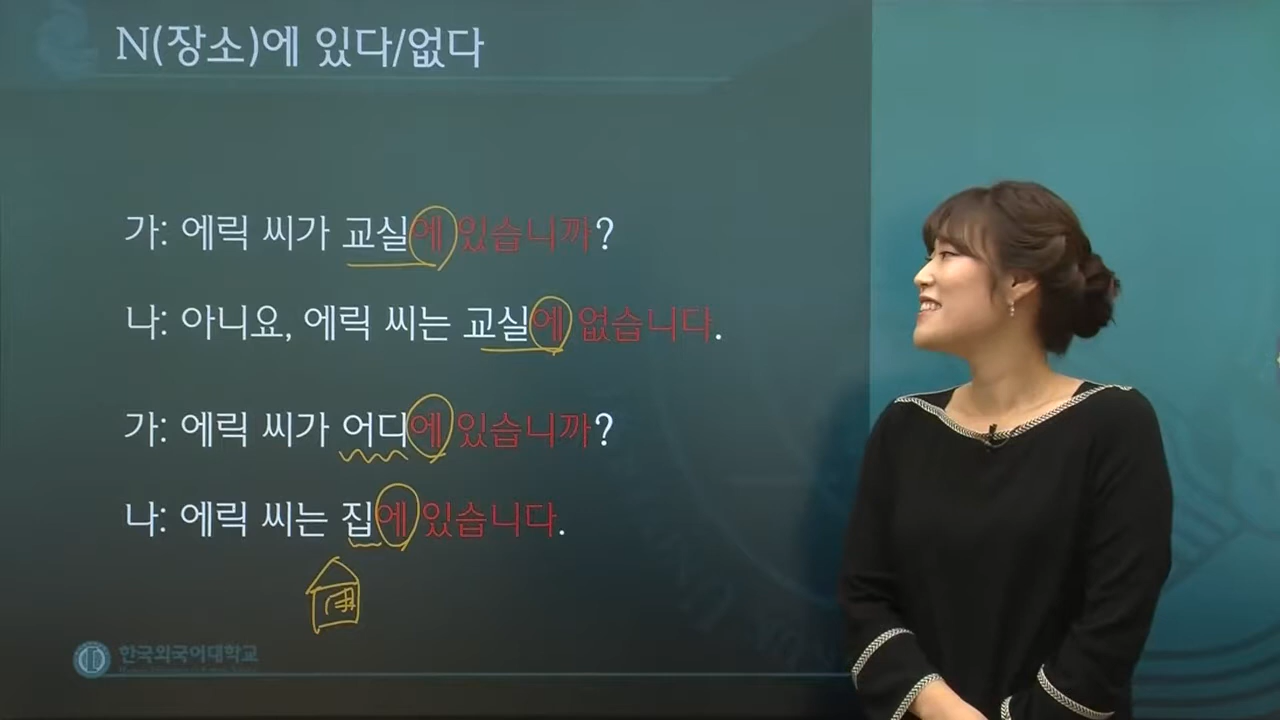 N(장소)에 있다/없다
가: 에릭 씨가 교실에 있습니까?
나: 아니요, 에릭 씨는 교실에 없습니다.
가: 에릭 씨가 어디에 있습니까?
나: 에릭 씨는 집에 있습니다.
한국외국어대학교